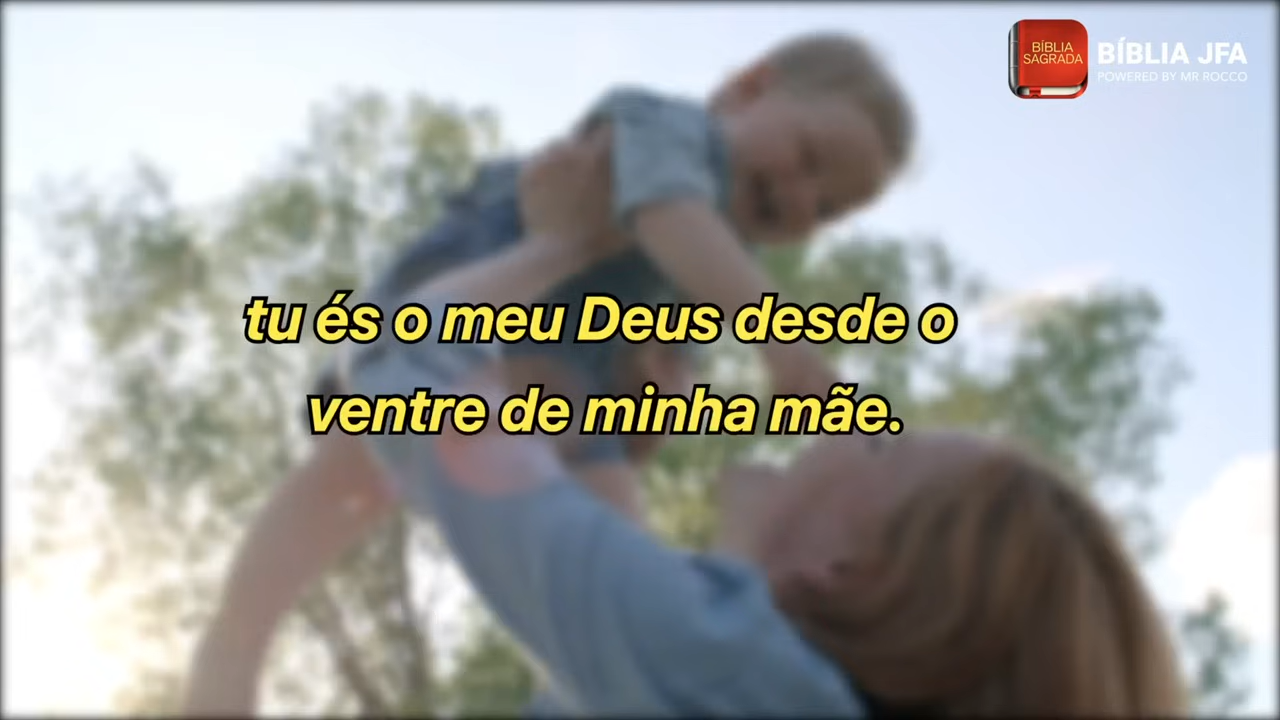 BÍBLIA
SAGRADA
BÍBLIA JFA
POWERED BY MR ROCCO
tu és o meu Deus desde o
ventre de minha mãe.